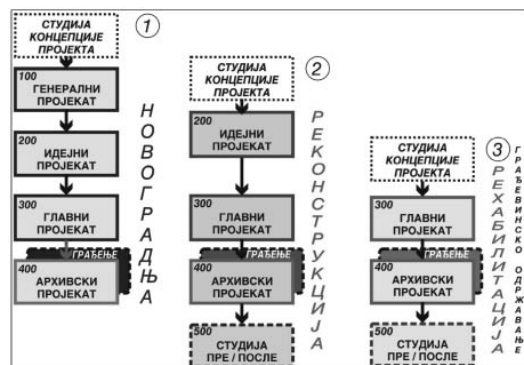 СТУДИЈА
КОНЦЕПЦИЈЕ
ПРОЈЕКТА
1
100
ГЕНЕРАЛНИ
ПРОЈЕКАТ
200
ИДЕЈНИ
ПРОЈЕКАТ
300
ГЛАВНИ
ПРОЈЕКАТ
ГРАЂЕЊЕ
400
АРХИВСКИ
ПРОЈЕКАТ
НОВОГРАДЊА
СТУДИЈА
КОНЦЕПЦИЈЕ
ПРОЈЕКТА
2
200
ИДЕЈНИ
ПРОЈЕКАТ
300
ГЛАВНИ
ПРОЈЕКАТ
ГРАЂЕЊЕ
400
АРХИВСКИ
ПРОЈЕКАТ
500
СТУДИЈА
ПРЕ / ПОСЛЕ
РЕКОНСТРУКЦИЈА
СТУДИЈА
КОНЦЕПЦИЈЕ
ПРОЈЕКТА
3
300
ГЛАВНИ
ПРОЈЕКАТ
ГРАЂЕЊЕ
400
АРХИВСКИ
ПРОЈЕКАТ
500
СТУДИЈА
ПРЕ / ПОСЛЕ
РЕХАБИЛИТАЦИЈА
ГРАЂЕВИНСКО ОДРЖАВАЊЕ